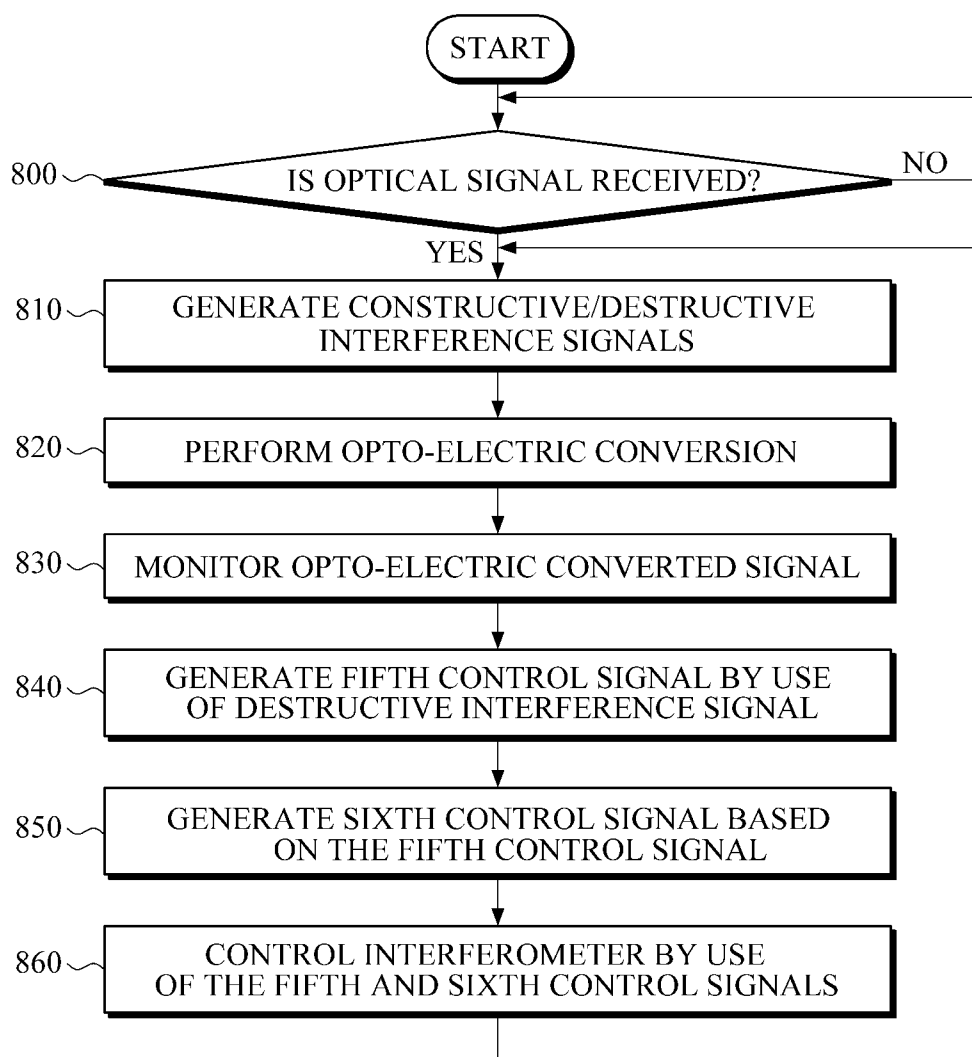 START
800
IS OPTICAL SIGNAL RECEIVED?
NO
YES
810
GENERATE CONSTRUCTIVE/DESTRUCTIVE
INTERFERENCE SIGNALS
820
PERFORM OPTO-ELECTRIC CONVERSION
830
MONITOR OPTO-ELECTRIC CONVERTED SIGNAL
840
GENERATE FIFTH CONTROL SIGNAL BY USE
OF DESTRUCTIVE INTERFERENCE SIGNAL
850
GENERATE SIXTH CONTROL SIGNAL BASED
ON THE FIFTH CONTROL SIGNAL
860
CONTROL INTERFEROMETER BY USE
OF THE FIFTH AND SIXTH CONTROL SIGNALS